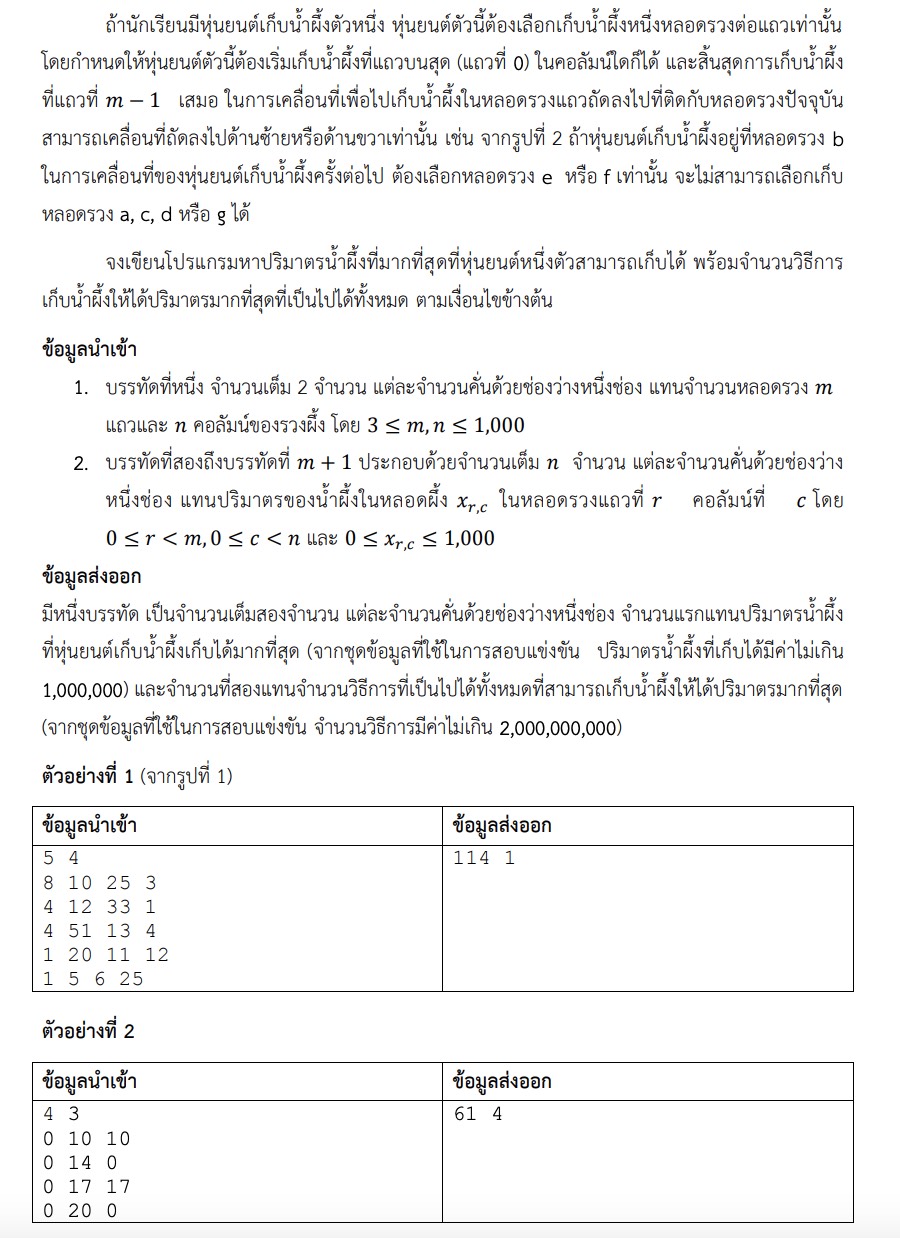 ถ้านักเรียนมีหุ่นยนต์เก็บน้ำผึ้งตัวหนึ่ง หุ่นยนต์ตัวนี้ต้องเลือกเก็บน้ำผึ้งหนึ่งหลอดรวงต่อแถวเท่านั้น
โดยกำหนดให้หุ่นยนต์ตัวนี้ต้องเริ่มเก็บน้ำผึ้งที่แถวบนสุด (แถวที่ 0) ในคอลัมน์ใดก็ได้ และสิ้นสุดการเก็บน้ำผึ้ง
ที่แถวที่ m − 1 เสมอ ในการเคลื่อนที่เพื่อไปเก็บน้ำผึ้งในหลอดรวงแถวถัดลงไปที่ติดกับหลอดรวงปัจจุบัน
สามารถเคลื่อนที่ถัดลงไปด้านซ้ายหรือด้านขวาเท่านั้น เช่น จากรูปที่ 2 ถ้าหุ่นยนต์เก็บน้ำผึ้งอยู่ที่หลอดรวง b
ในการเคลื่อนที่ของหุ่นยนต์เก็บน้ำผึ้งครั้งต่อไป ต้องเลือกหลอดรวง e หรือ f เท่านั้น จะไม่สามารถเลือกเก็บ
หลอดรวง a, c, d หรือ g ได้
จงเขียนโปรแกรมหาปริมาตรน้ำผึ้งที่มากที่สุดที่หุ่นยนต์หนึ่งตัวสามารถเก็บได้ พร้อมจำนวนวิธีการ
เก็บน้ำผึ้งให้ได้ปริมาตรมากที่สุดที่เป็นไปได้ทั้งหมด ตามเงื่อนไขข้างต้น
ข้อมูลนำเข้า
1. บรรทัดที่หนึ่ง จำนวนเต็ม 2 จำนวน แต่ละจำนวนคั่นด้วยช่องว่างหนึ่งช่อง แทนจำนวนหลอดรวง m
แถวและ n คอลัมน์ของรวงผึ้ง โดย 3 ≤ m, n ≤ 1,000
2. บรรทัดที่สองถึงบรรทัดที่ m + 1 ประกอบด้วยจำนวนเต็ม n จำนวน แต่ละจำนวนคั่นด้วยช่องว่าง
หนึ่งช่อง แทนปริมาตรของน้ำผึ้งในหลอดผึ้ง x_{r,c} ในหลอดรวงแถวที่ r คอลัมน์ที่ c โดย
0 ≤ r < m, 0 ≤ c < n และ 0 ≤ x_{r,c} ≤ 1,000
ข้อมูลส่งออก
มีหนึ่งบรรทัด เป็นจำนวนเต็มสองจำนวน แต่ละจำนวนคั่นด้วยช่องว่างหนึ่งช่อง จำนวนแรกแทนปริมาตรน้ำผึ้ง
ที่หุ่นยนต์เก็บน้ำผึ้งเก็บได้มากที่สุด (จากชุดข้อมูลที่ใช้ในการสอบแข่งขัน ปริมาตรน้ำผึ้งที่เก็บได้มีค่าไม่เกิน
1,000,000) และจำนวนที่สองแทนจำนวนวิธีการที่เป็นไปได้ทั้งหมดที่สามารถเก็บน้ำผึ้งให้ได้ปริมาตรมากที่สุด
(จากชุดข้อมูลที่ใช้ในการสอบแข่งขัน จำนวนวิธีการมีค่าไม่เกิน 2,000,000,000)
ตัวอย่างที่ 1 (จากรูปที่ 1)
ข้อมูลนำเข้า ข้อมูลส่งออก
5 4 114 1
8 10 25 3
4 12 33 1
4 51 13 4
1 20 11 12
1 5 6 25
ตัวอย่างที่ 2
ข้อมูลนำเข้า ข้อมูลส่งออก
4 3 61 4
0 10 10
0 14 0
0 17 17
0 20 0